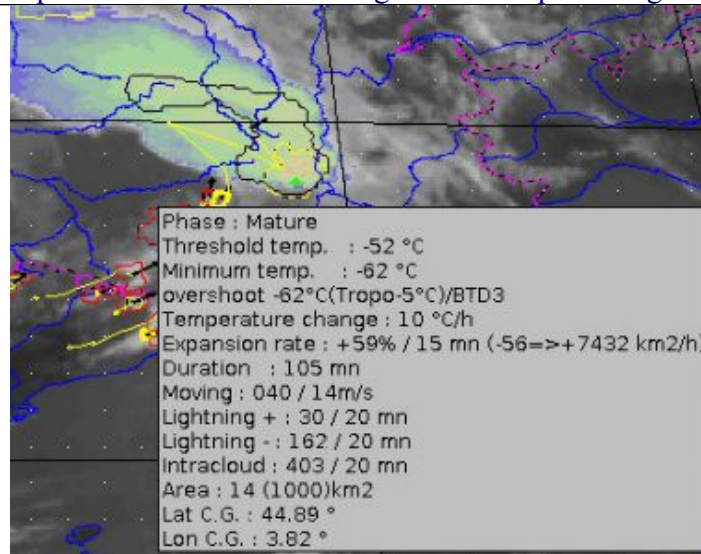 Phase : Mature
Threshold temp. : -52 °C
Minimum temp. : -62 °C
overshoot -62°C(Tropo-5°C)/BTD3
Temperature change : 10 °C/h
Expansion rate : +59% / 15 mn (-56=>+7432 km2/h)
Duration : 105 mn
Moving : 040 / 14m/s
Lightning + : 30 / 20 mn
Lightning - : 162 / 20 mn
Intracloud : 403 / 20 mn
Area : 14 (1000)km2
Lat C.G. : 44.89 °
Lon C.G. : 3.82 °